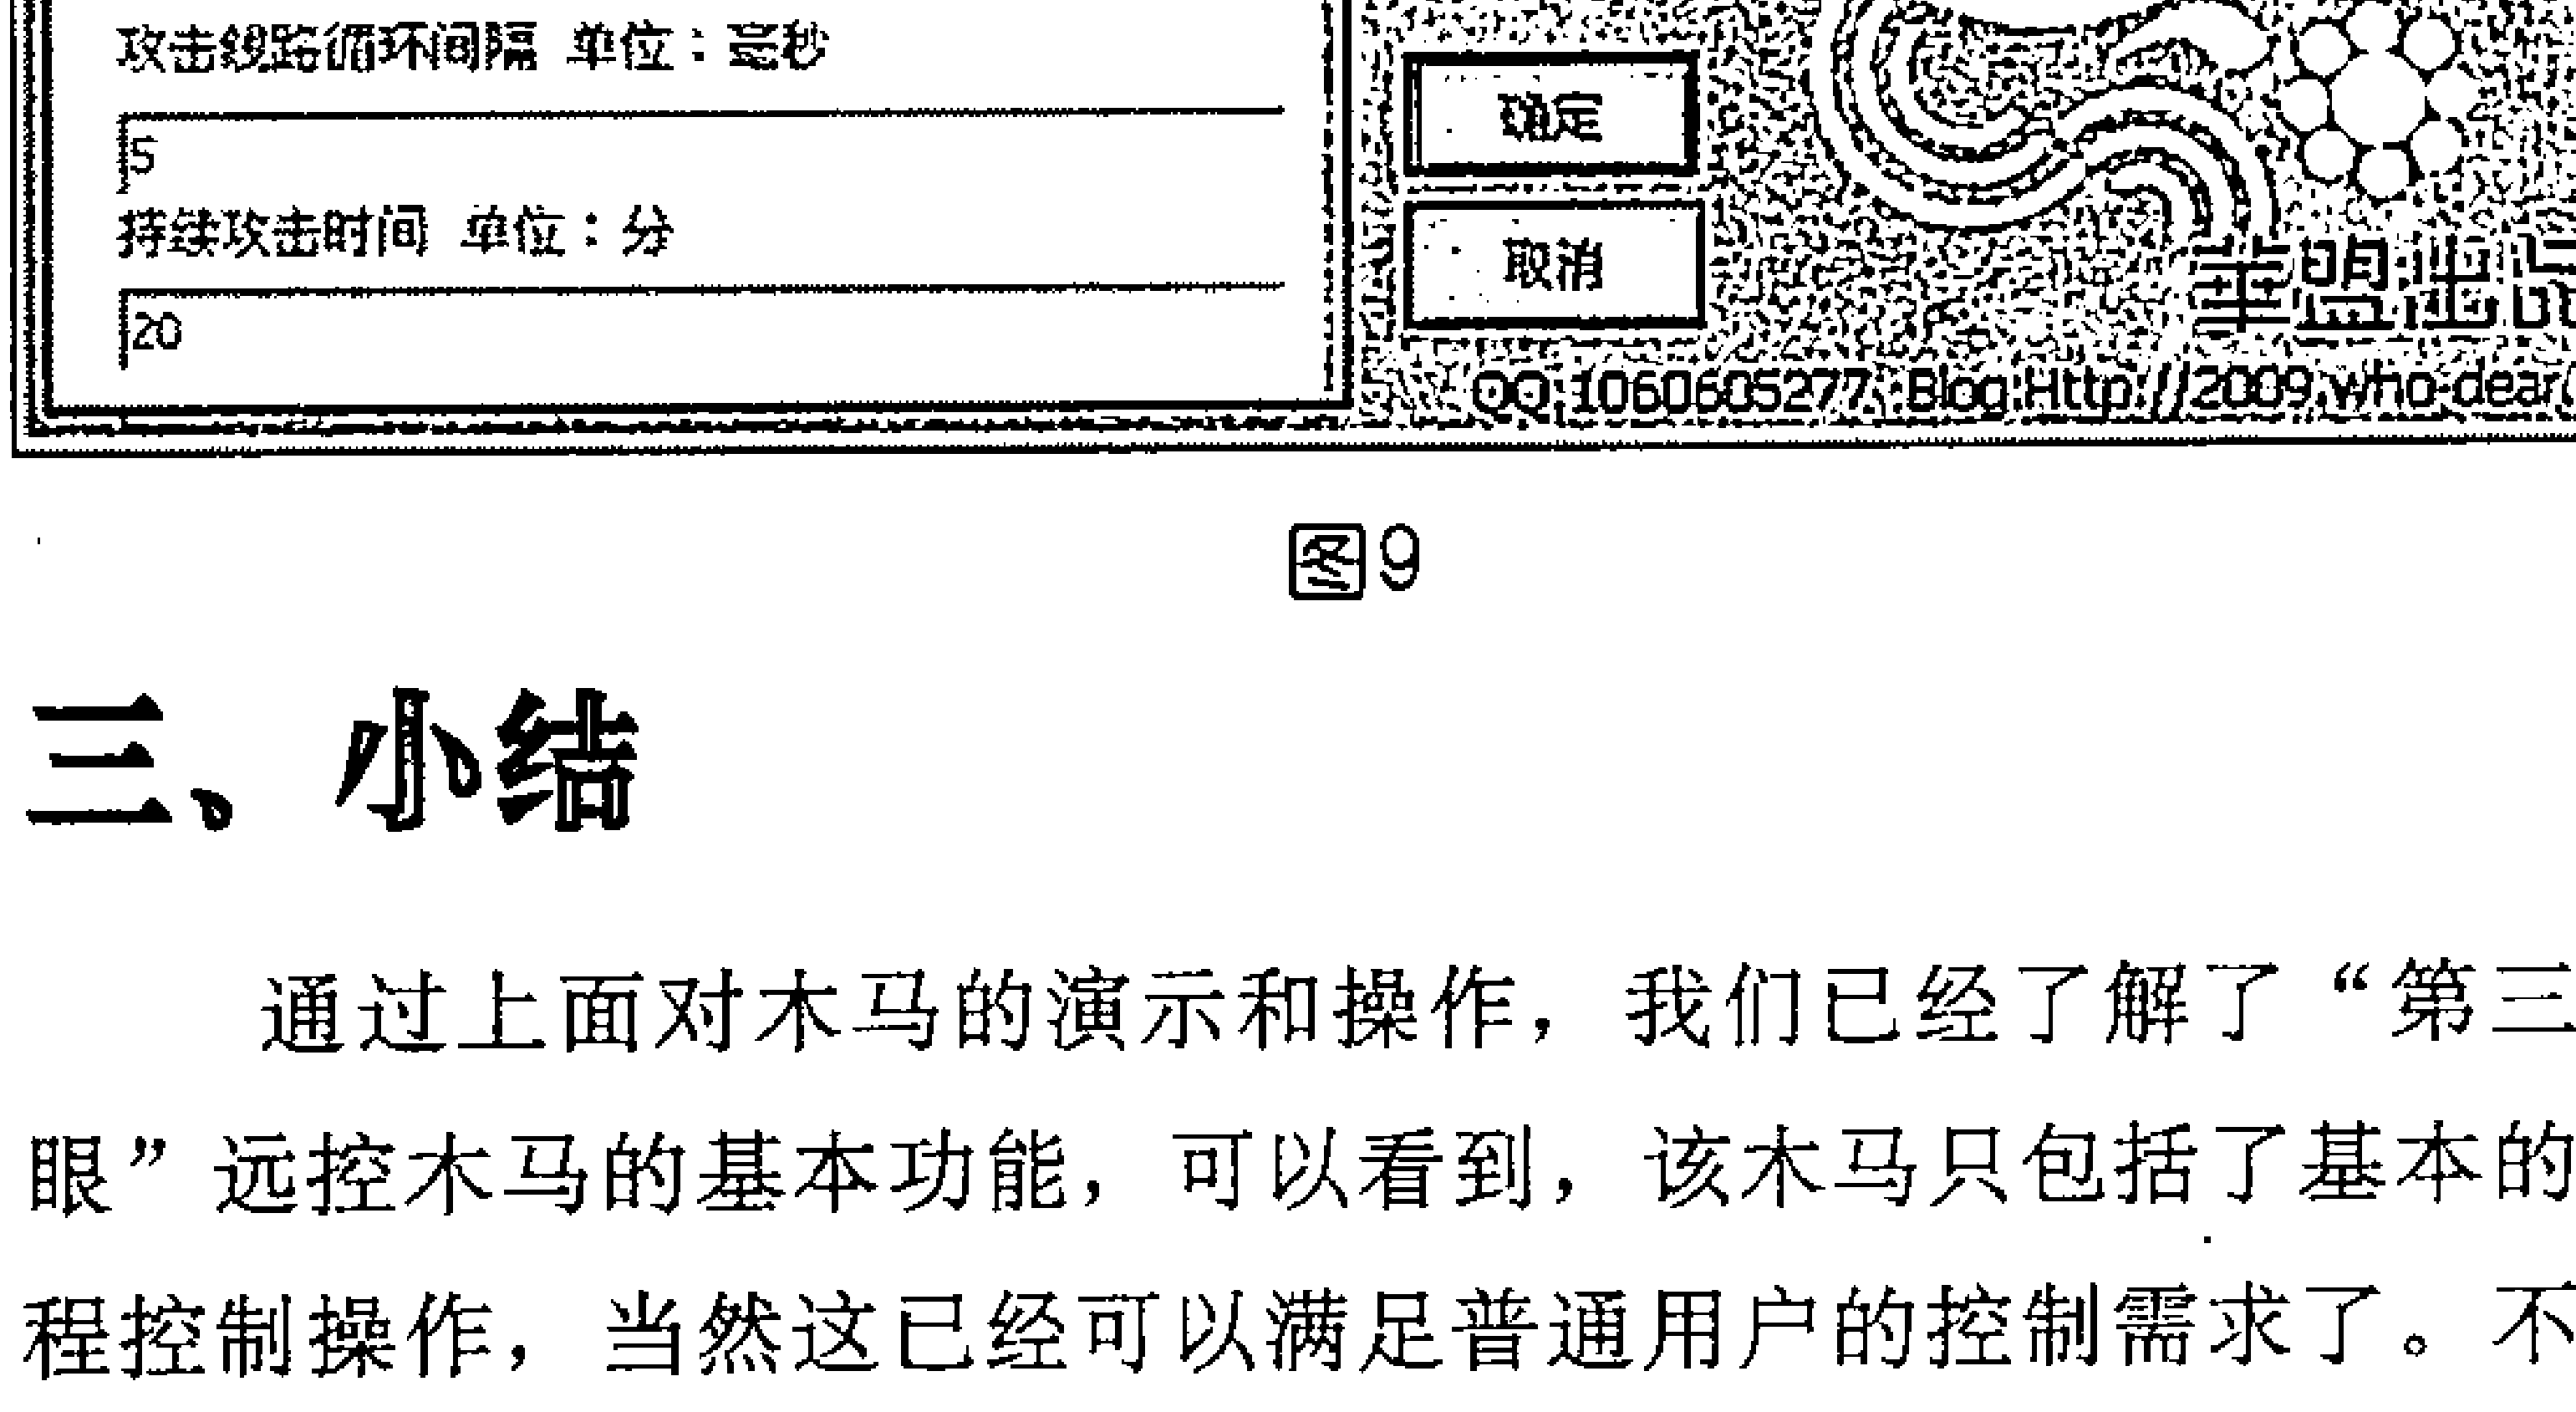 攻击线路循环间隔 单位：毫秒
5
持续攻击时间 单位：分
20
确定
取消
华盟出品
QQ:1060605277 Blog:Http://2009.who-dear
图9
三、小结
通过上面对木马的演示和操作，我们已经了解了“第三
眼”远控木马的基本功能，可以看到，该木马只包括了基本的
程控制操作，当然这已经可以满足普通用户的控制需求了。不